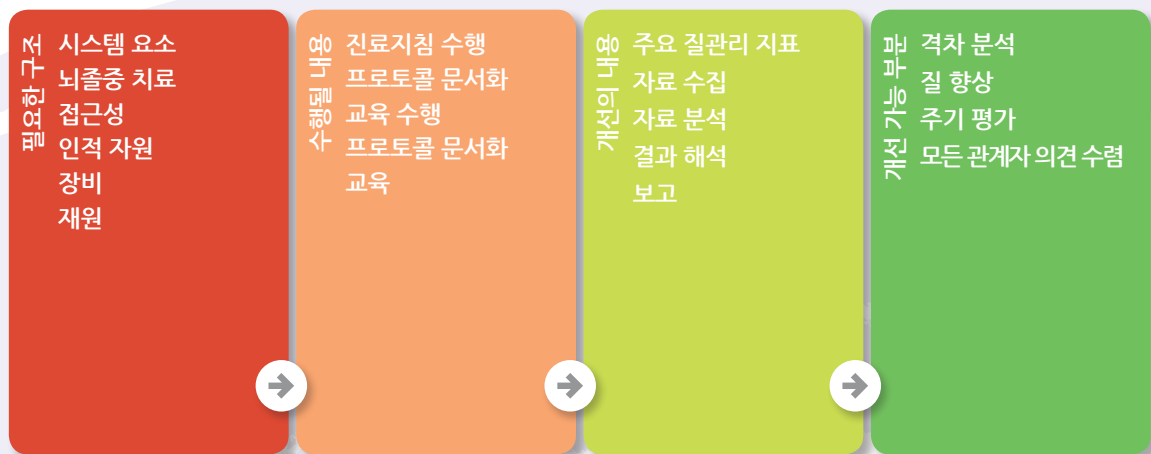 필요한 구조
시스템 요소
뇌졸중 치료
접근성
인적 자원
장비
재원
수행될 내용
진료지침 수행
프로토콜 문서화
교육 수행
프로토콜 문서화
교육
개선의 내용
주요 질관리 지표
자료 수집
자료 분석
결과 해석
보고
개선 가능 부분
격차 분석
질 향상
주기 평가
모든 관계자 의견 수렴